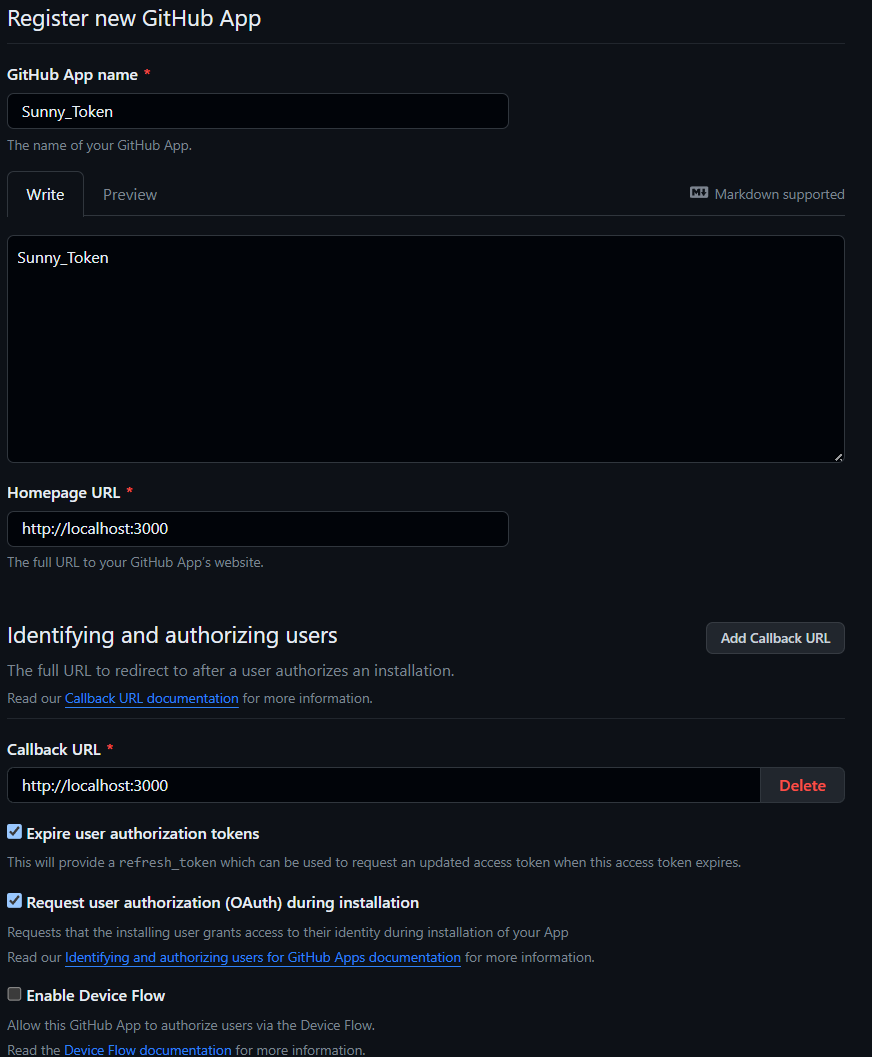 Register new GitHub App
GitHub App name *
Sunny_Token
The name of your GitHub App.
Write Preview Markdown supported
Sunny_Token
Homepage URL *
http://localhost:3000
The full URL to your GitHub App's website.
Identifying and authorizing users Add Callback URL
The full URL to redirect to after a user authorizes an installation.
Read our Callback URL documentation for more information.
Callback URL *
http://localhost:3000 Delete
Expire user authorization tokens
This will provide a refresh_token which can be used to request an updated access token when this access token expires.
Request user authorization (OAuth) during installation
Requests that the installing user grants access to their identity during installation of your App
Read our Identifying and authorizing users for GitHub Apps documentation for more information.
Enable Device Flow
Allow this GitHub App to authorize users via the Device Flow.
Read the Device Flow documentation for more information.